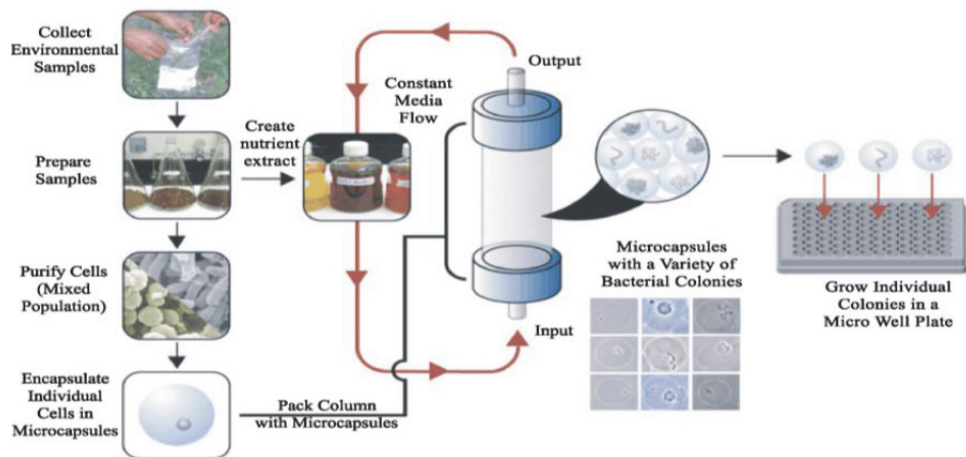 Collect
Environmental
Samples
Prepare
Samples
Purify Cells
(Mixed
Population)
Encapsulate
Individual
Cells in
Microcapsules
Create
nutrient
extract
Pack Column
with Microcapsules
Constant
Media
Flow
Output
Input
Microcapsules
with a Variety of
Bacterial Colonies
Grow Individual
Colonies in a
Micro Well Plate